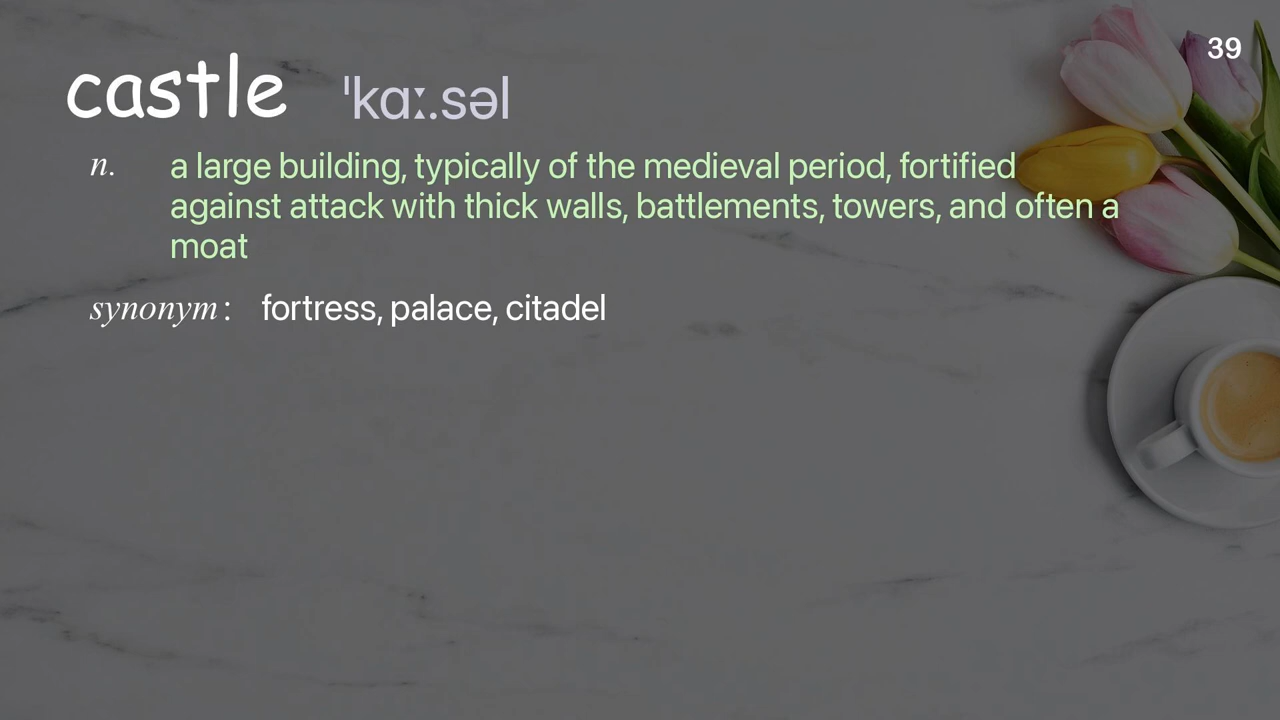 39
castle ˈkɑː.səl
n. a large building, typically of the medieval period, fortified
against attack with thick walls, battlements, towers, and often a
moat
synonym: fortress, palace, citadel